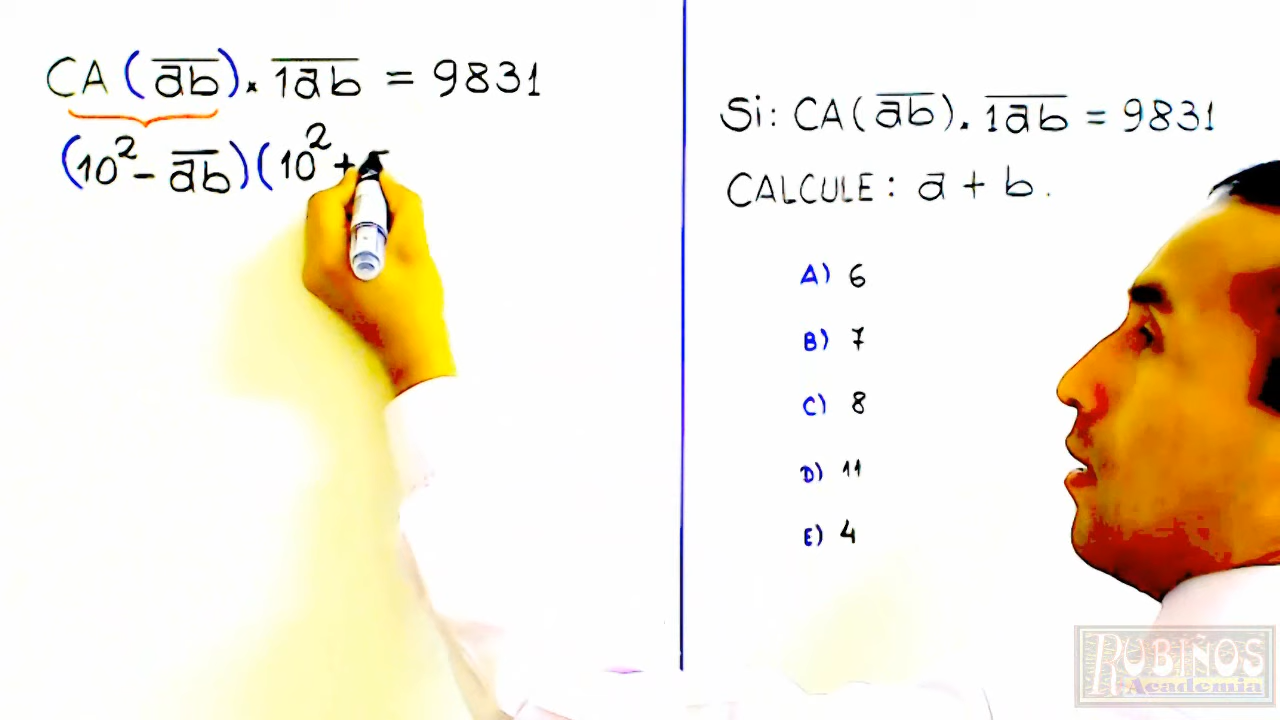 CA(ab).1ab = 9831
(10²- ab)(10²+
Si: CA(ab).1ab = 9831
CALCULE: a + b.
A) 6
B) 7
C) 8
D) 11
E) 4
RUBIÑOS
Academia